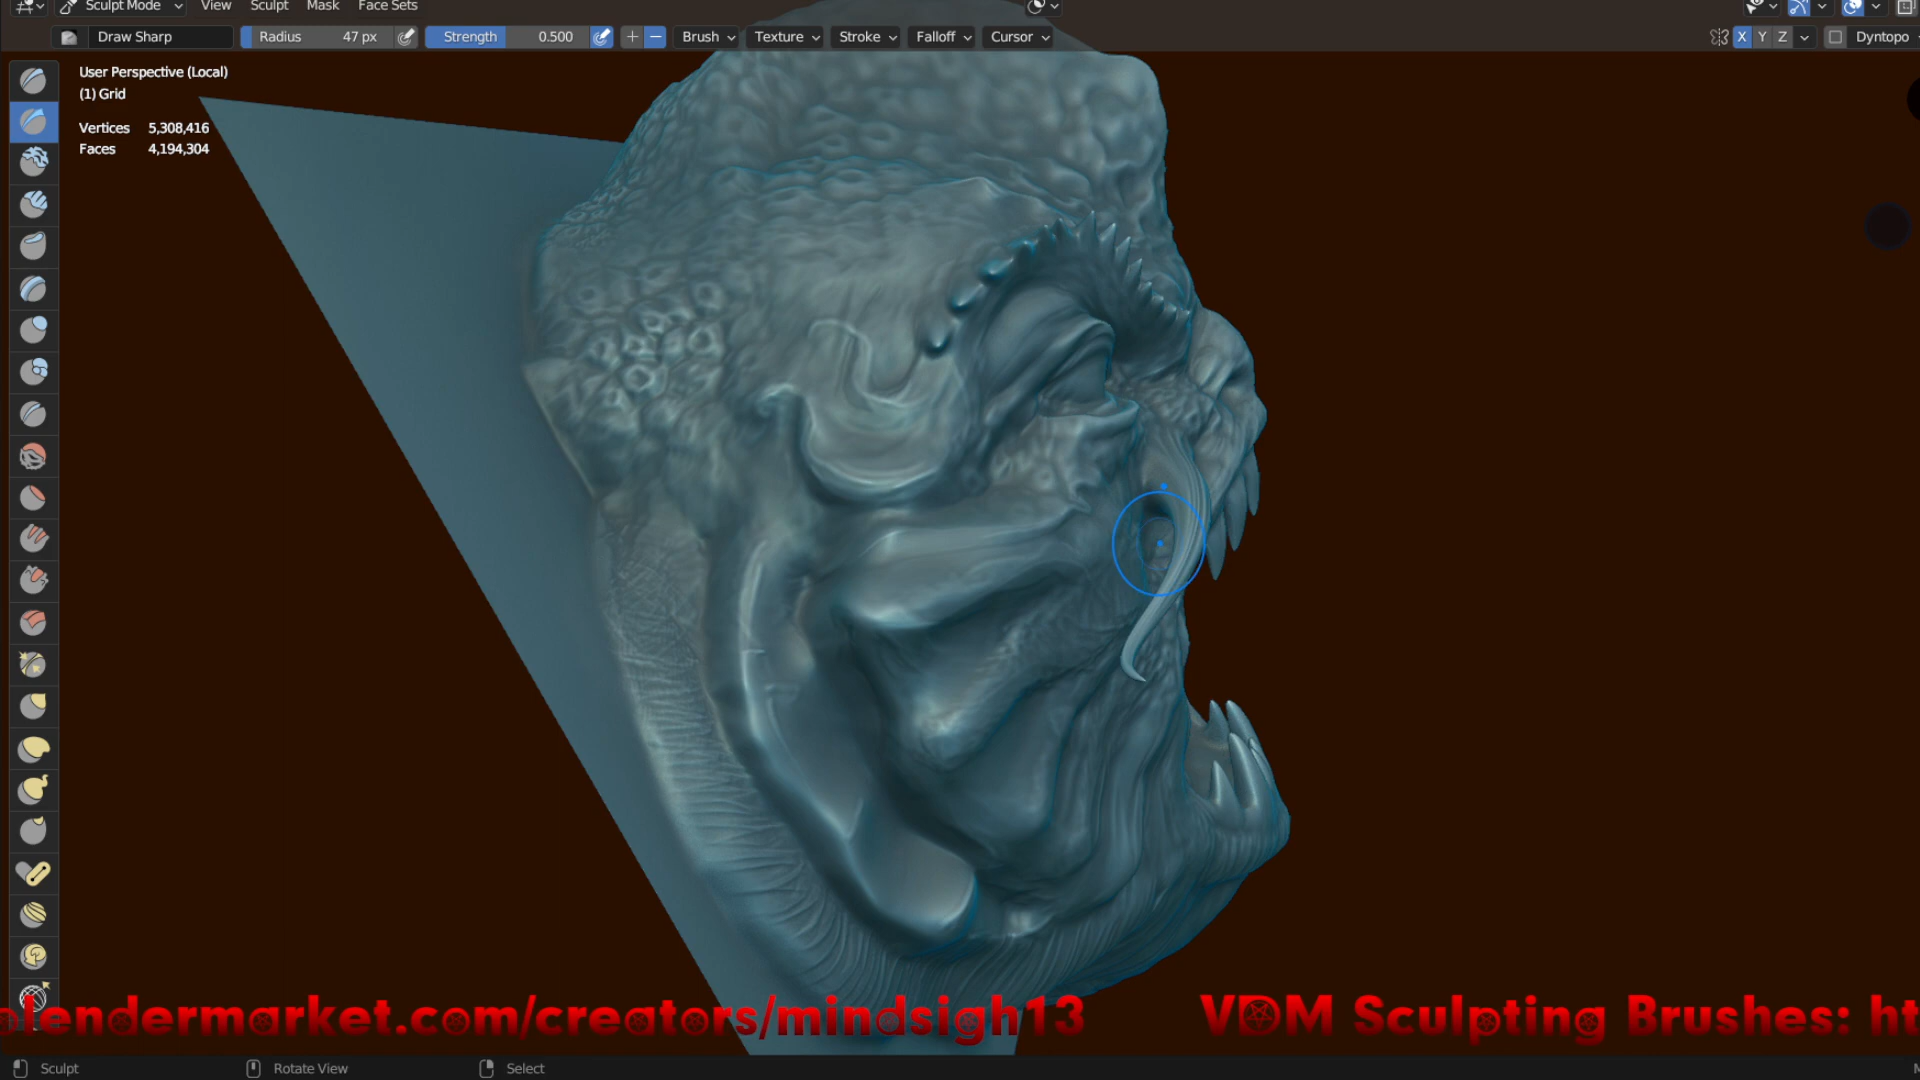 Sculpt Mode View Sculpt Mask Face Sets
Draw Sharp Radius 47 px Strength 0.500 Brush Texture Stroke Falloff Cursor X Y Z Dyntopo
User Perspective (Local)
(1) Grid
Vertices 5,308,416
Faces 4,194,304
lendermarket.com/creators/mindsigh13 VDM Sculpting Brushes: ht
Sculpt Rotate View Select